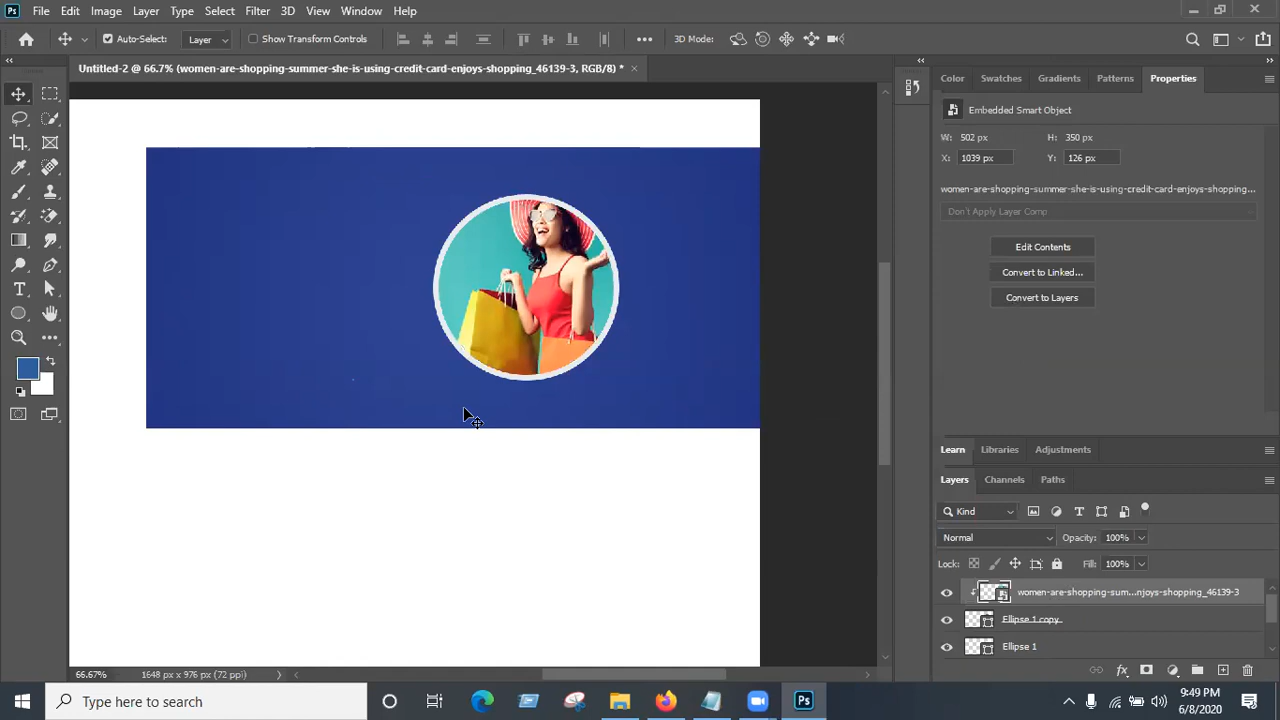 Ps File Edit Image Layer Type Select Filter 3D View Window Help
Auto-Select: Layer Show Transform Controls 3D Mode:
Untitled-2 @ 66.7% (women-are-shopping-summer-she-is-using-credit-card-enjoys-shopping_46139-3, RGB/8) *
Color Swatches Gradients Patterns Properties
Embedded Smart Object
W: 502 px H: 350 px
X: 1039 px Y: 126 px
women-are-shopping-summer-she-is-using-credit-card-enjoys-shopping...
Don't Apply Layer Comp
Edit Contents
Convert to Linked...
Convert to Layers
Learn Libraries Adjustments
Layers Channels Paths
Kind
Normal Opacity: 100%
Lock: Fill: 100%
women-are-shopping-sum...njoys-shopping_46139-3
Ellipse 1 copy
Ellipse 1
66.67% 1648 px x 976 px (72 ppi)
fx
Type here to search
Ps
9:49 PM
6/8/2020